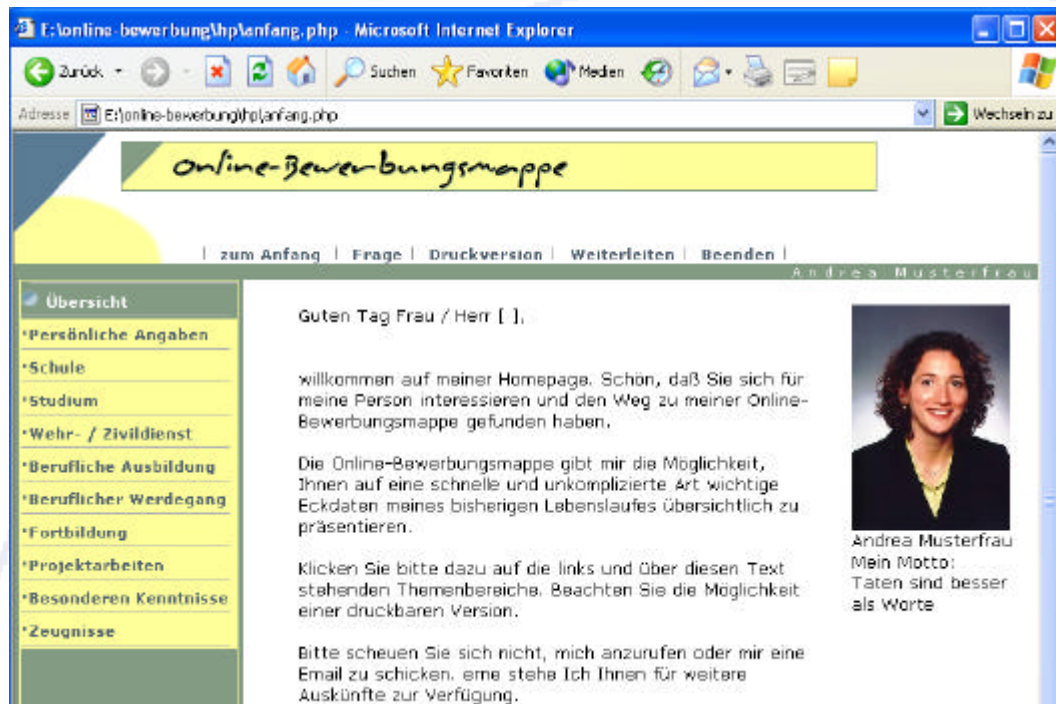 E:\online-bewerbung\hp\anfang.php - Microsoft Internet Explorer
Zurück Suchen Favoriten Medien
Adresse E:\online-bewerbung\hp\anfang.php Wechseln zu
Online-Bewerbungsmappe
| zum Anfang | Frage | Druckversion | Weiterleiten | Beenden |
Andrea Musterfrau
Übersicht
Persönliche Angaben
Schule
Studium
Wehr- / Zivildienst
Berufliche Ausbildung
Beruflicher Werdegang
Fortbildung
Projektarbeiten
Besonderen Kenntnisse
Zeugnisse
Guten Tag Frau / Herr [ ],
willkommen auf meiner Homepage. Schön, daß Sie sich für
meine Person interessieren und den Weg zu meiner Online-
Bewerbungsmappe gefunden haben.
Die Online-Bewerbungsmappe gibt mir die Möglichkeit,
Ihnen auf eine schnelle und unkomplizierte Art wichtige
Eckdaten meines bisherigen Lebenslaufes übersichtlich zu
präsentieren.
Klicken Sie bitte dazu auf die links und über diesen Text
stehenden Themenbereiche. Beachten Sie die Möglichkeit
einer druckbaren Version.
Bitte scheuen Sie sich nicht, mich anzurufen oder mir eine
Email zu schicken. erne stehe Ich Ihnen für weitere
Auskünfte zur Verfügung.
Andrea Musterfrau
Mein Motto:
Taten sind besser
als Worte